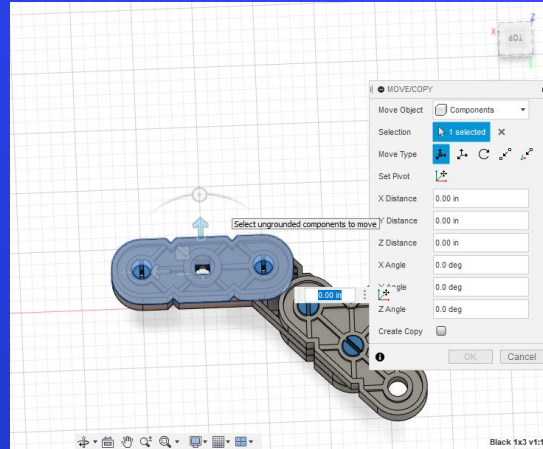 Z
X
TOP
MOVE/COPY
Move Object Components
Selection 1 selected
Move Type
Set Pivot
X Distance 0.00 in
Select ungrounded components to move
Y Distance 0.00 in
Z Distance 0.00 in
X Angle 0.0 deg
0.00 in
Y Angle 0.0 deg
Z Angle 0.0 deg
Create Copy
OK Cancel
Black 1x3 v1:1